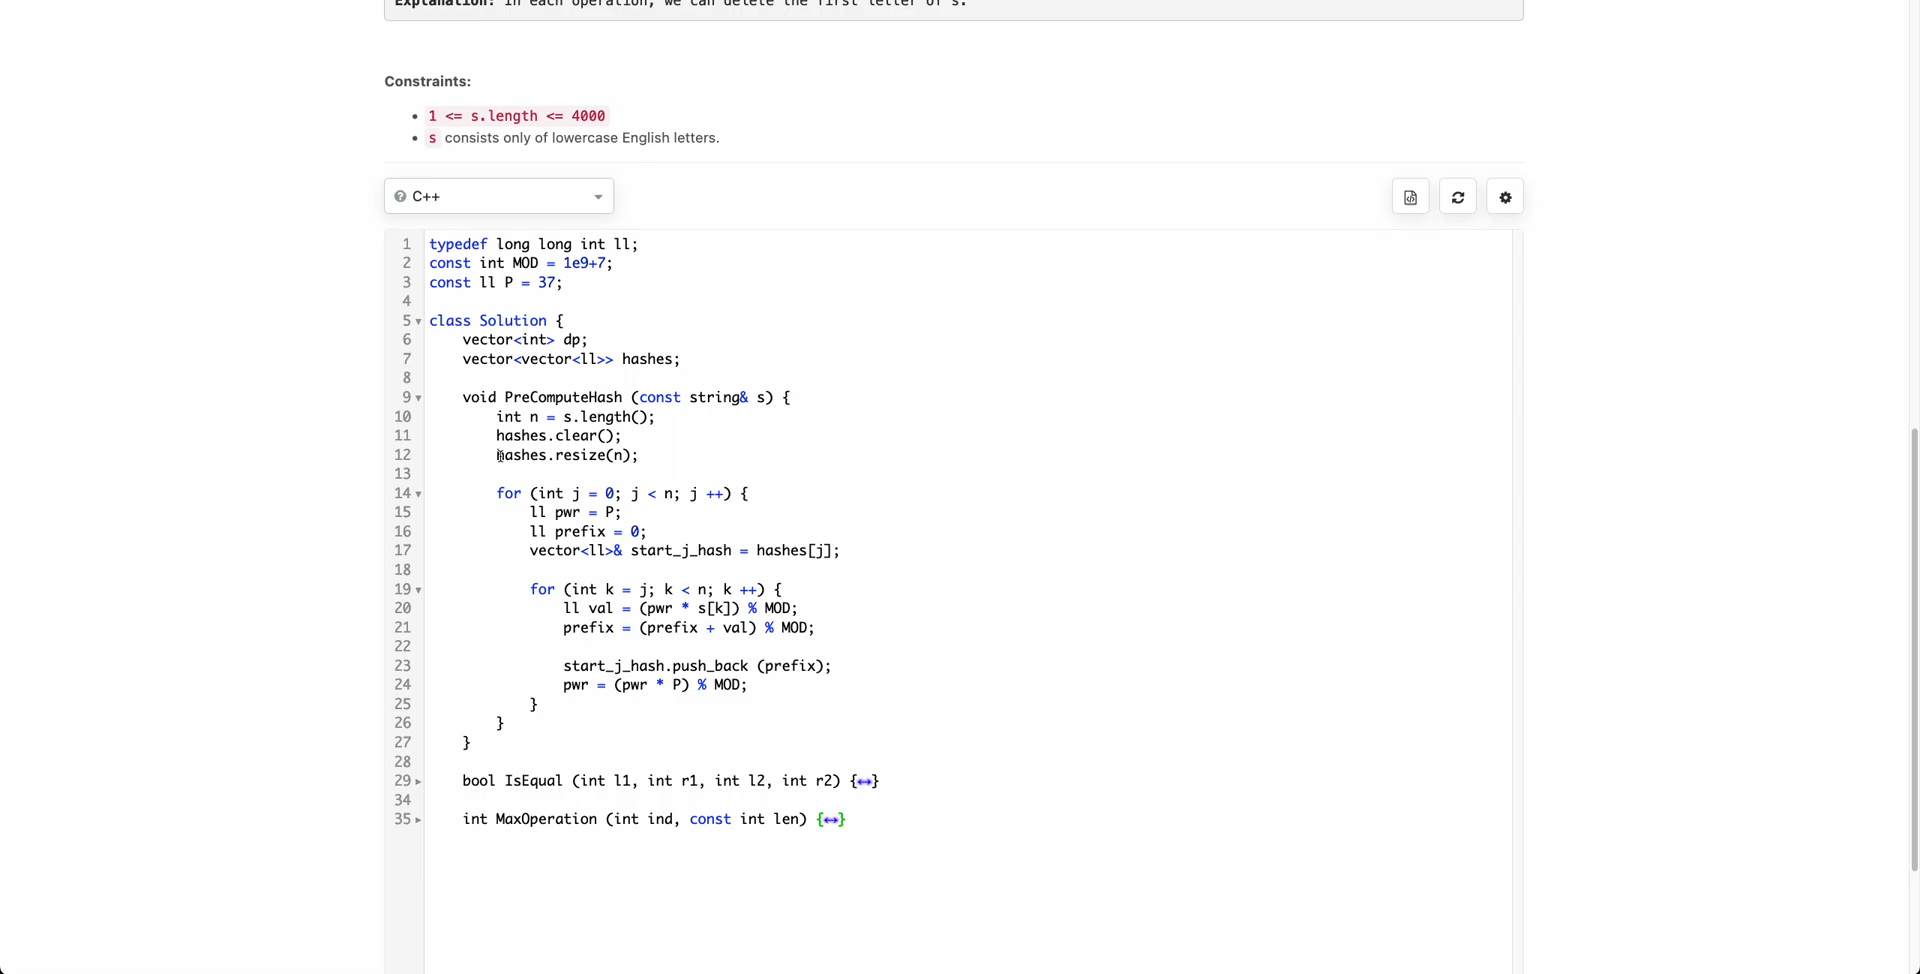 Explanation: In each operation, we can delete the first letter of s.
Constraints:
1 <= s.length <= 4000
s consists only of lowercase English letters.
C++
1 typedef long long int ll;
2 const int MOD = 1e9+7;
3 const ll P = 37;
4
5 class Solution {
6 vector<int> dp;
7 vector<vector<ll>> hashes;
8
9 void PreComputeHash (const string& s) {
10 int n = s.length();
11 hashes.clear();
12 hashes.resize(n);
13
14 for (int j = 0; j < n; j ++) {
15 ll pwr = P;
16 ll prefix = 0;
17 vector<ll>& start_j_hash = hashes[j];
18
19 for (int k = j; k < n; k ++) {
20 ll val = (pwr * s[k]) % MOD;
21 prefix = (prefix + val) % MOD;
22
23 start_j_hash.push_back (prefix);
24 pwr = (pwr * P) % MOD;
25 }
26 }
27 }
28
29 bool IsEqual (int l1, int r1, int l2, int r2) {↔}
34
35 int MaxOperation (int ind, const int len) {↔}